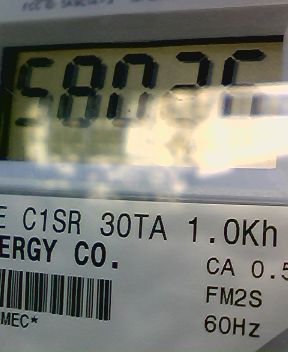 58026
E C1SR 30TA 1.0Kh
ERGY CO.
CA 0.5
FM2S
MEC*
60Hz